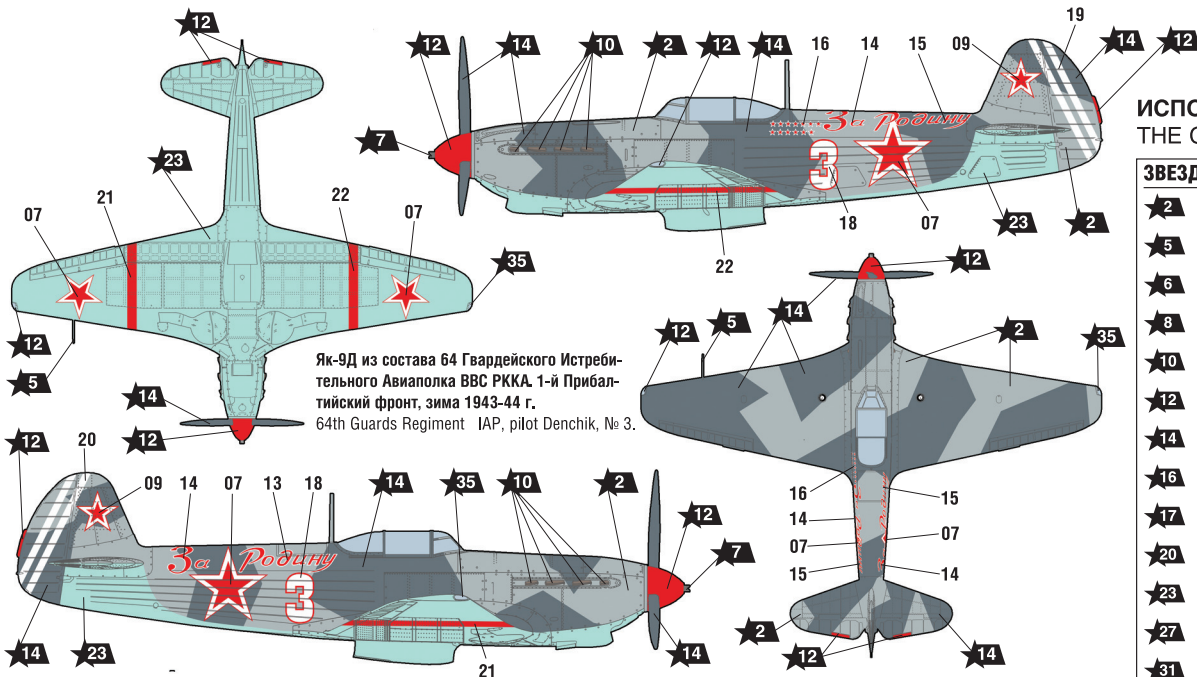 12
12 14 10 2 12 14 16 14 15 09 19 14 12
7
За Родину
3
18 07 23 2
22
ИСПО
THE C
ЗВЕЗД
2
5
6
8
10
12
14
16
17
20
23
27
31
23
21 22
07 07
35
12
5
14
12
Як-9Д из состава 64 Гвардейского Истреби-
тельного Авиаполка ВВС РККА. 1-й Прибал-
тийский фронт, зима 1943-44 г.
64th Guards Regiment IAP, pilot Denchik, № 3.
12
12 5 14 2 35
16 15
14 07
07
15 14
2 12 14
12 20 09 14 07 13 18 14 35 10 2 12
7
За Родину
3
14 23 21 14